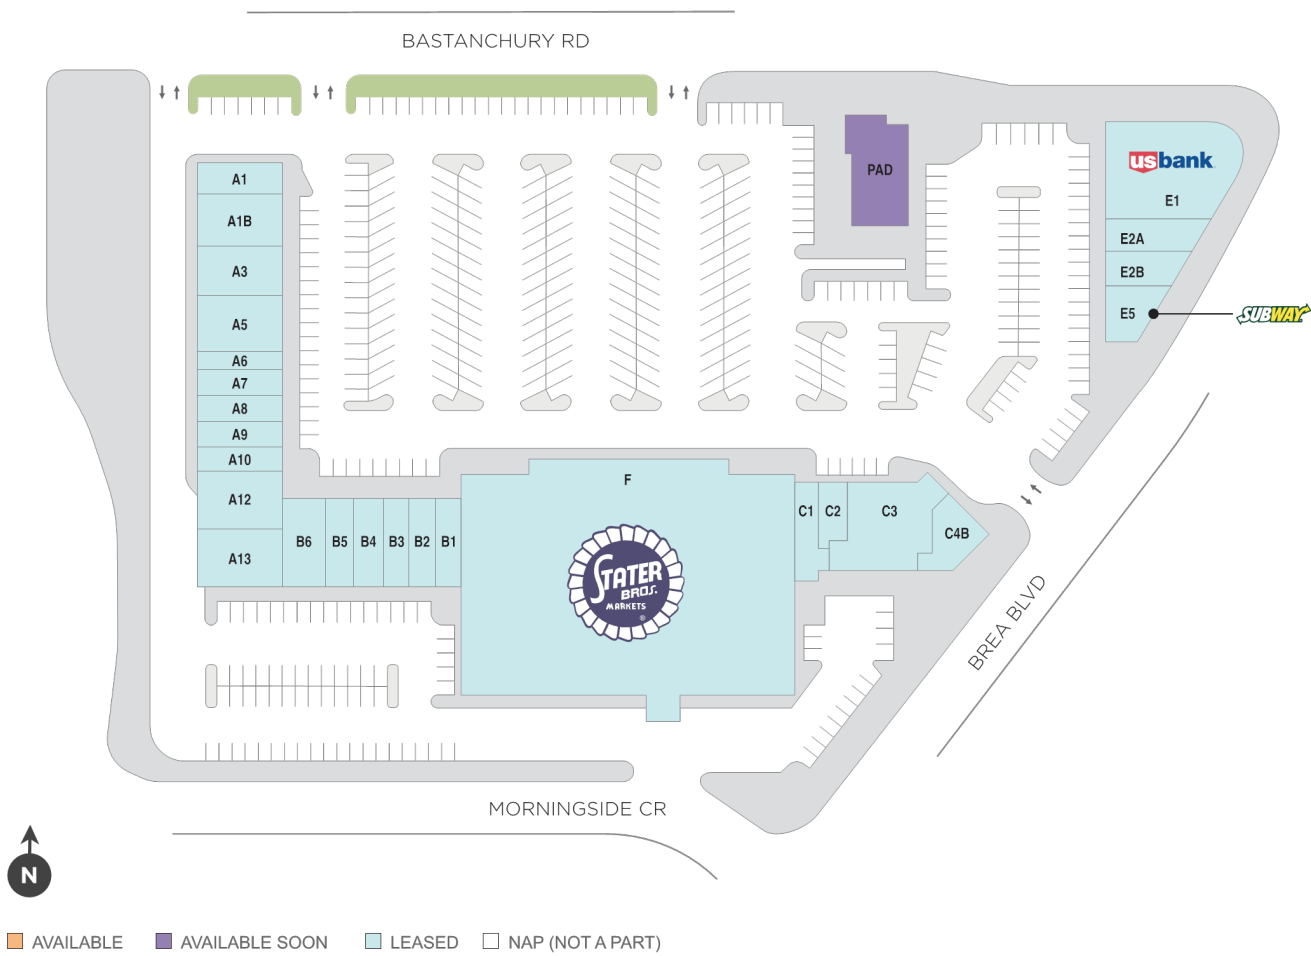 BASTANCHURY RD
A1
A1B
A3
A5
A6
A7
A8
A9
A10
A12
A13
B6
B5
B4
B3
B2
B1
F
STATER
BROS.
MARKETS
®
C1
C2
C3
C4B
PAD
usbank
E1
E2A
E2B
E5
SUBWAY
BREA BLVD
MORNINGSIDE CR
N
AVAILABLE
AVAILABLE SOON
LEASED
NAP (NOT A PART)